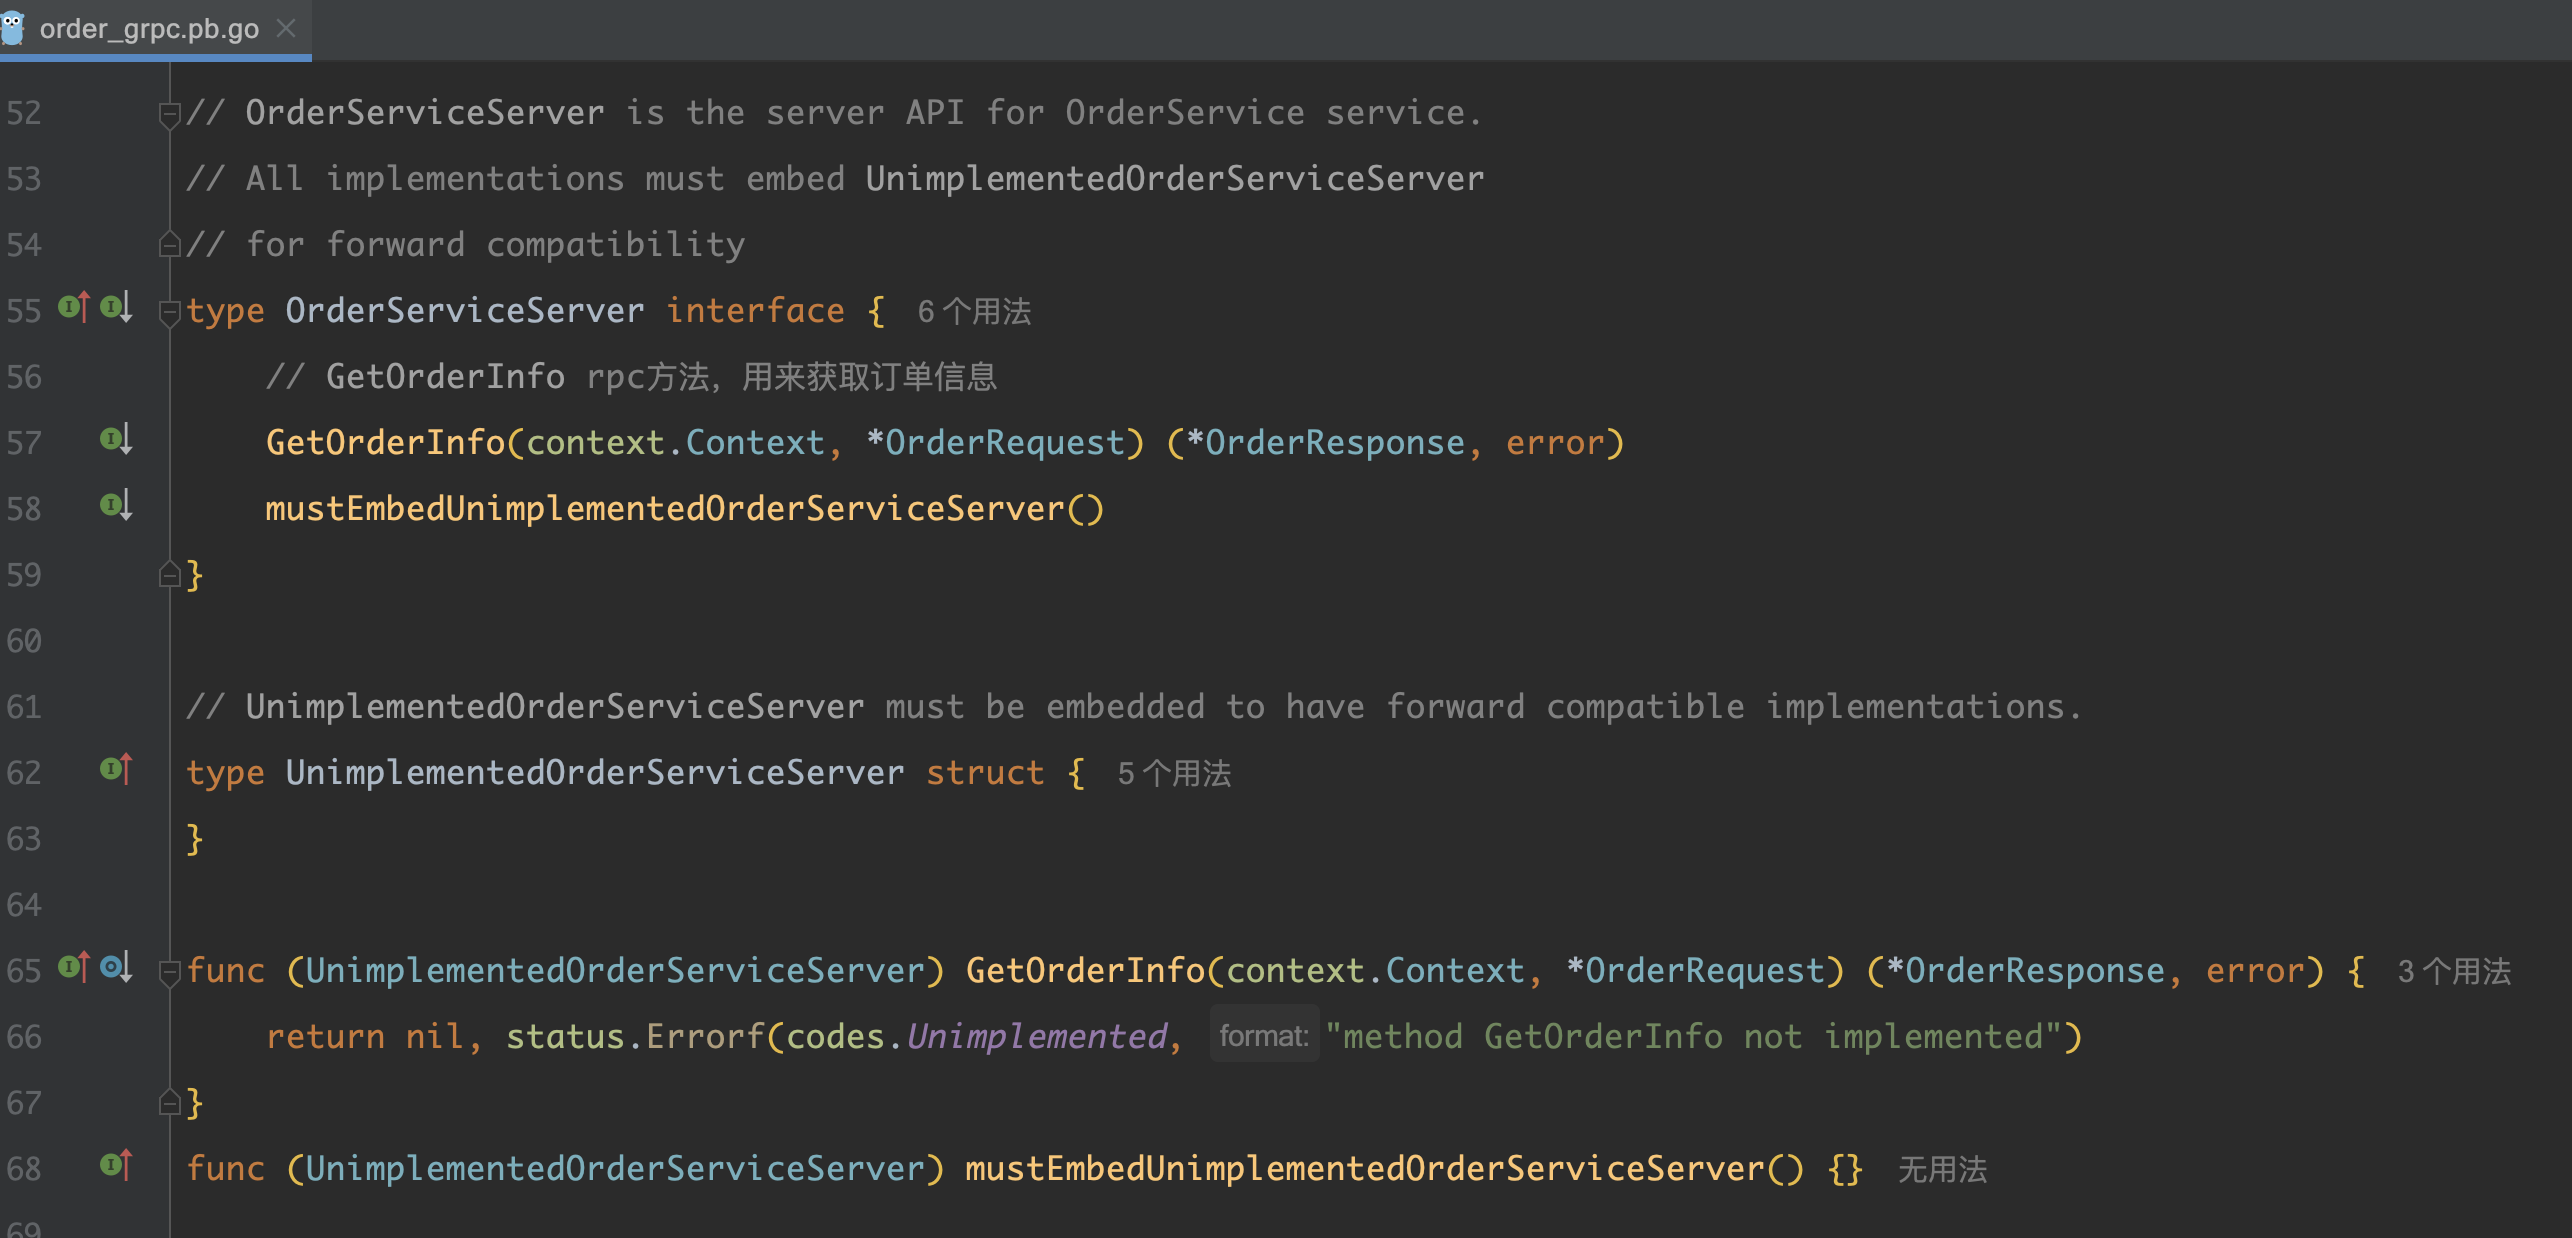 order_grpc.pb.go
52 // OrderServiceServer is the server API for OrderService service.
53 // All implementations must embed UnimplementedOrderServiceServer
54 // for forward compatibility
55 type OrderServiceServer interface { 6 个用法
56 // GetOrderInfo rpc方法，用来获取订单信息
57 GetOrderInfo(context.Context, *OrderRequest) (*OrderResponse, error)
58 mustEmbedUnimplementedOrderServiceServer()
59 }
60
61 // UnimplementedOrderServiceServer must be embedded to have forward compatible implementations.
62 type UnimplementedOrderServiceServer struct { 5 个用法
63 }
64
65 func (UnimplementedOrderServiceServer) GetOrderInfo(context.Context, *OrderRequest) (*OrderResponse, error) { 3 个用法
66 return nil, status.Errorf(codes.Unimplemented, format: "method GetOrderInfo not implemented")
67 }
68 func (UnimplementedOrderServiceServer) mustEmbedUnimplementedOrderServiceServer() {} 无用法
69